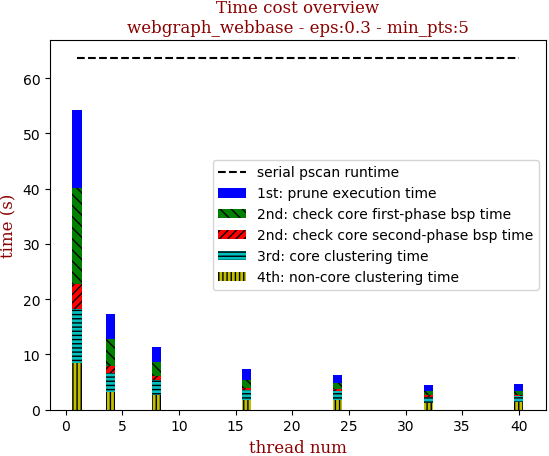 Time cost overview
webgraph_webbase - eps:0.3 - min_pts:5
time (s)
60
50
40
30
20
10
0
serial pscan runtime
1st: prune execution time
2nd: check core first-phase bsp time
2nd: check core second-phase bsp time
3rd: core clustering time
4th: non-core clustering time
0 5 10 15 20 25 30 35 40
thread num